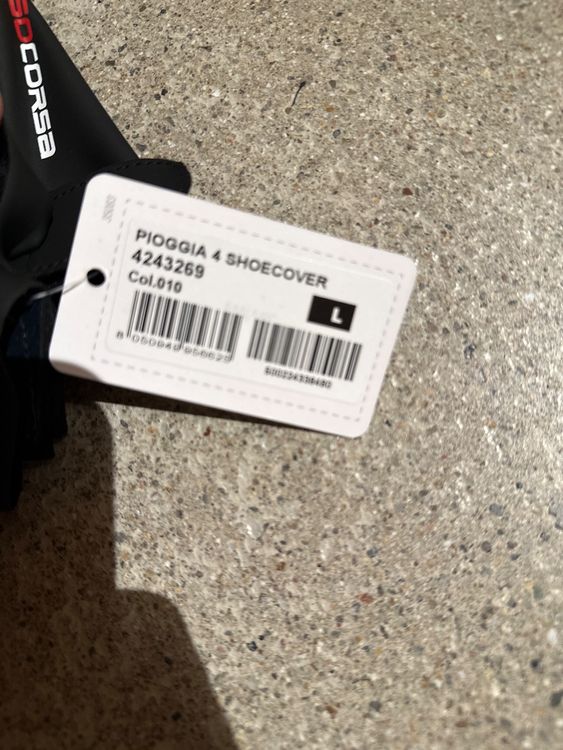 SOCORSA
PIOGGIA 4 SHOECOVER
4243269
Col.010
L